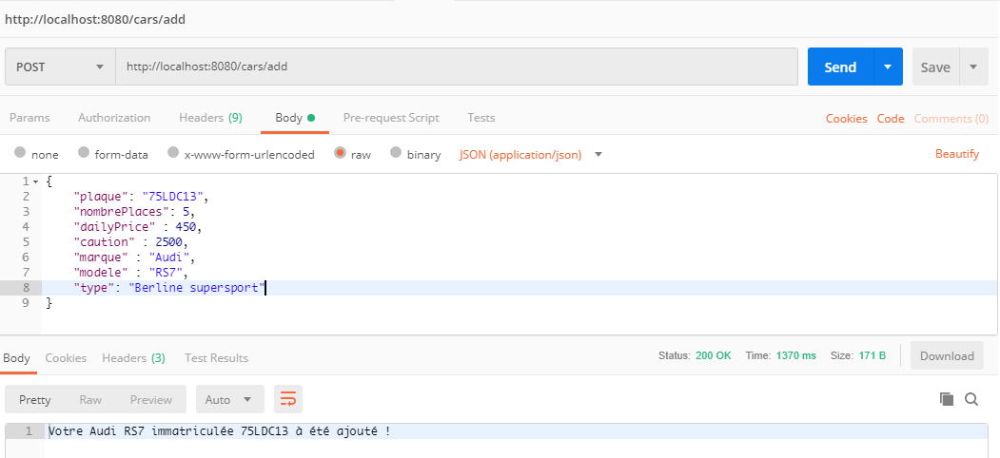 http://localhost:8080/cars/add
POST http://localhost:8080/cars/add Send Save
Params Authorization Headers (9) Body Pre-request Script Tests Cookies Code Comments (0)
none form-data x-www-form-urlencoded raw binary JSON (application/json) Beautify
1 {
2 "plaque": "75LDC13",
3 "nombrePlaces": 5,
4 "dailyPrice" : 450,
5 "caution" : 2500,
6 "marque" : "Audi",
7 "modele" : "RS7",
8 "type": "Berline supersport"
9 }
Body Cookies Headers (3) Test Results Status: 200 OK Time: 1370 ms Size: 171 B Download
Pretty Raw Preview Auto
1 Votre Audi RS7 immatriculée 75LDC13 à été ajouté !